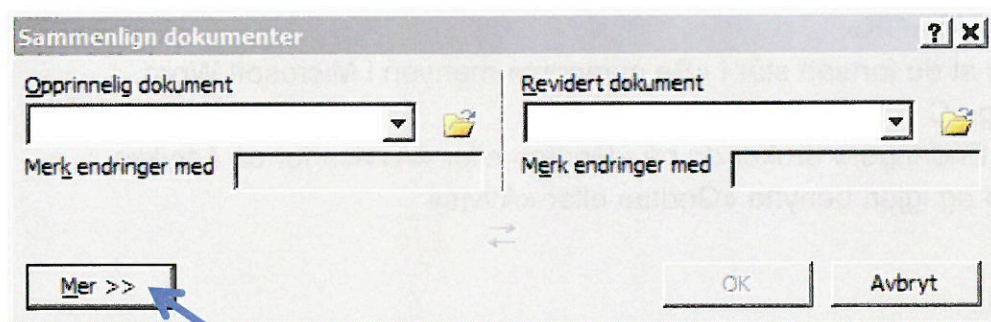 Sammenlign dokumenter
Opprinnelig dokument
Revidert dokument
Merk endringer med
Merk endringer med
Mer >>
OK
Avbryt